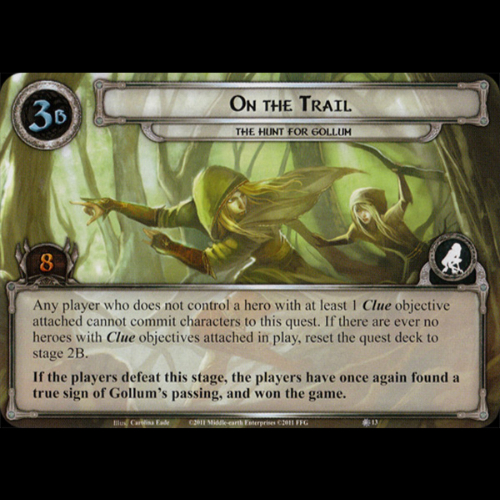 3B
ON THE TRAIL
THE HUNT FOR GOLLUM
8
Any player who does not control a hero with at least 1 Clue objective
attached cannot commit characters to this quest. If there are ever no
heroes with Clue objectives attached in play, reset the quest deck to
stage 2B.
If the players defeat this stage, the players have once again found a
true sign of Gollum's passing, and won the game.
Illus. Carolina Eade ©2011 Middle-earth Enterprises ©2011 FFG 13